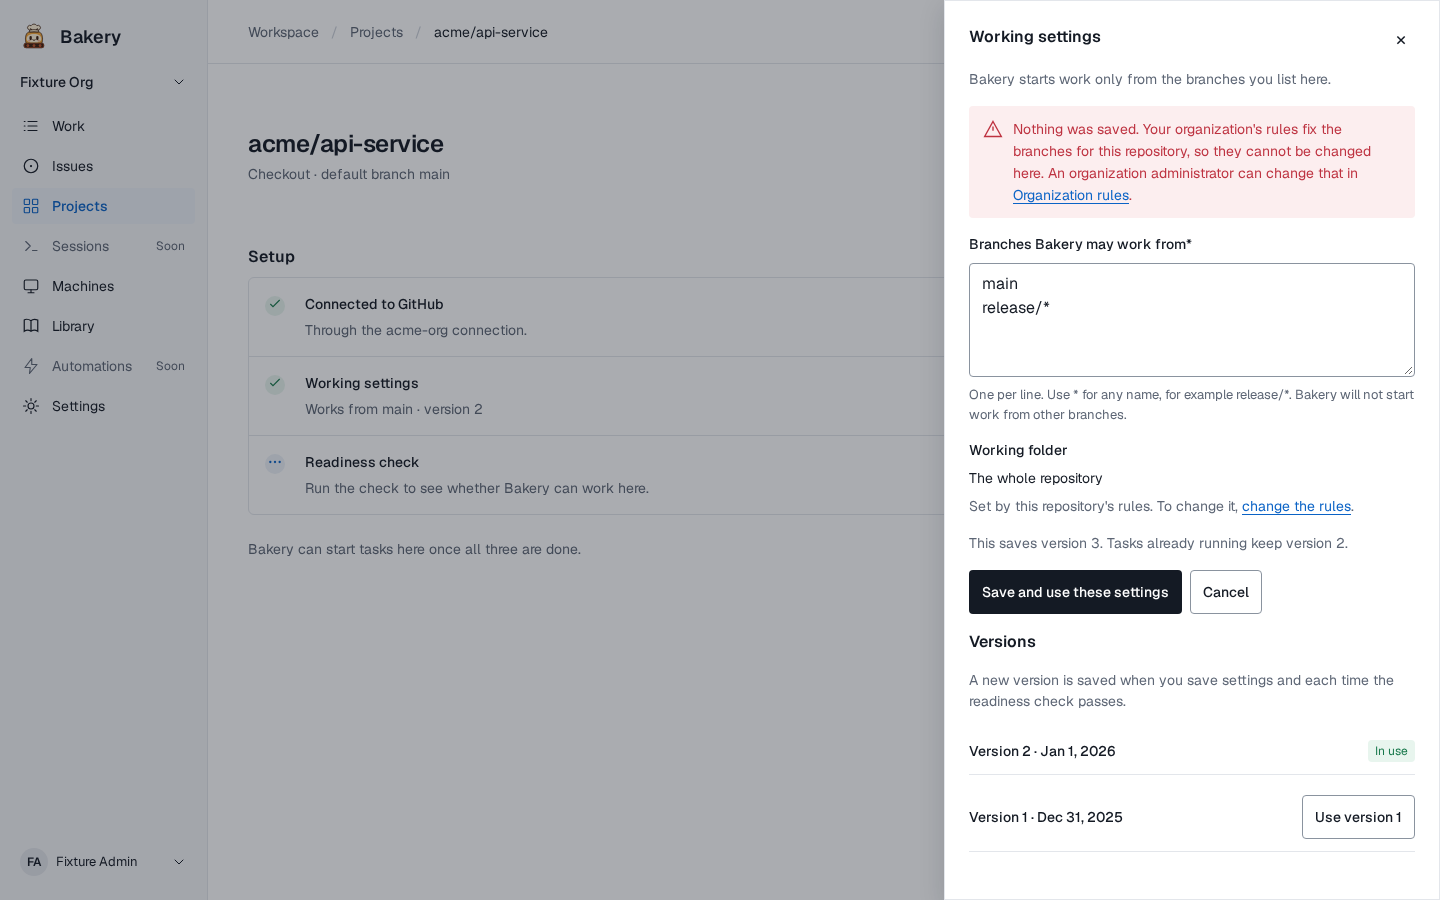 Bakery
Fixture Org
Work
Issues
Projects
Sessions Soon
Machines
Library
Automations Soon
Settings
FA Fixture Admin
Workspace / Projects / acme/api-service
acme/api-service
Checkout · default branch main
Setup
Connected to GitHub
Through the acme-org connection.
Working settings
Works from main · version 2
Readiness check
Run the check to see whether Bakery can work here.
Bakery can start tasks here once all three are done.
Working settings
Bakery starts work only from the branches you list here.
Nothing was saved. Your organization's rules fix the
branches for this repository, so they cannot be changed
here. An organization administrator can change that in
Organization rules.
Branches Bakery may work from*
main
release/*
One per line. Use * for any name, for example release/*. Bakery will not start
work from other branches.
Working folder
The whole repository
Set by this repository's rules. To change it, change the rules.
This saves version 3. Tasks already running keep version 2.
Save and use these settings Cancel
Versions
A new version is saved when you save settings and each time the
readiness check passes.
Version 2 · Jan 1, 2026 In use
Version 1 · Dec 31, 2025 Use version 1